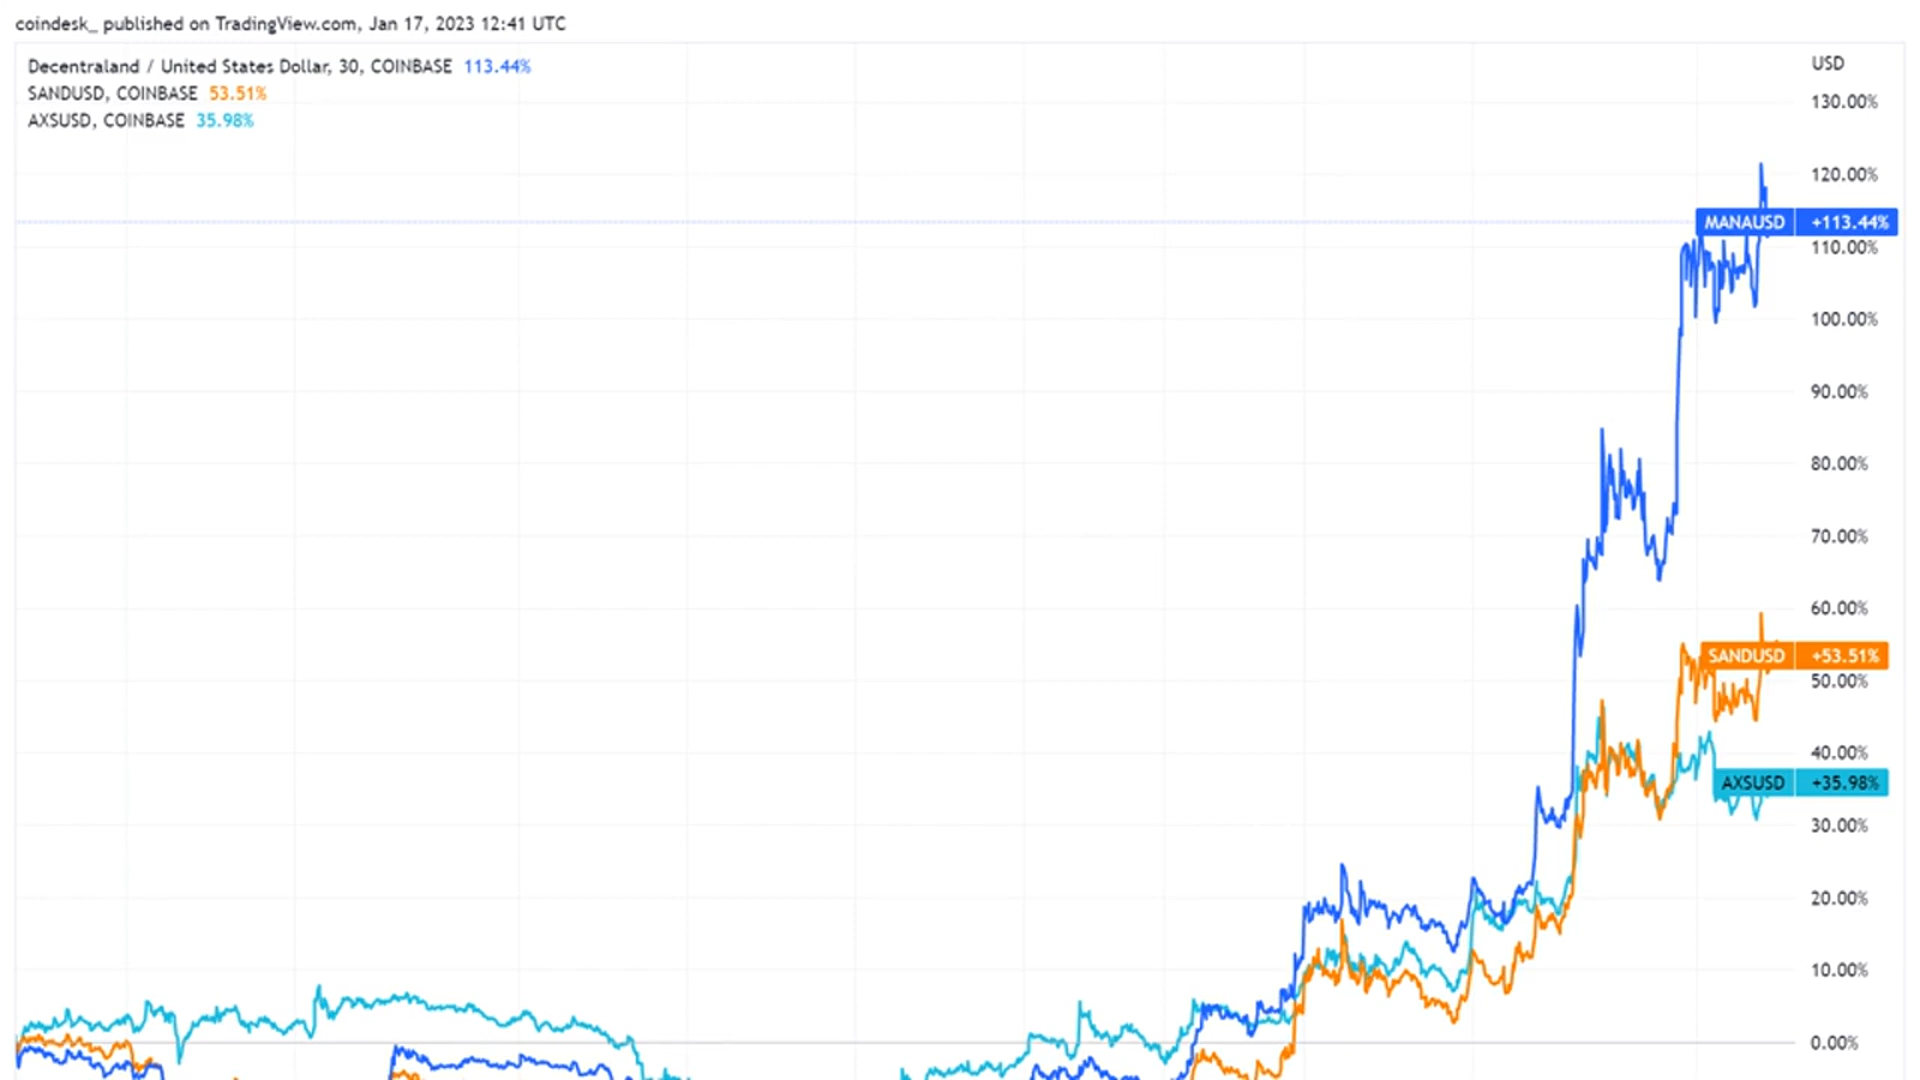 coindesk_ published on TradingView.com, Jan 17, 2023 12:41 UTC
Decentraland / United States Dollar, 30, COINBASE 113.44%
SANDUSD, COINBASE 53.51%
AXSUSD, COINBASE 35.98%
USD
130.00%
120.00%
MANAUSD +113.44%
110.00%
100.00%
90.00%
80.00%
70.00%
60.00%
SANDUSD +53.51%
50.00%
40.00%
AXSUSD +35.98%
30.00%
20.00%
10.00%
0.00%